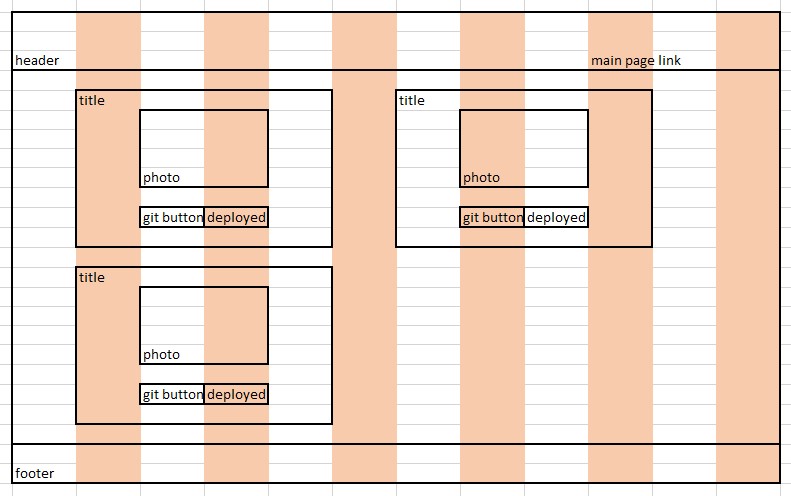 header
main page link
title
title
photo
photo
git button
deployed
git button
deployed
title
photo
git button
deployed
footer